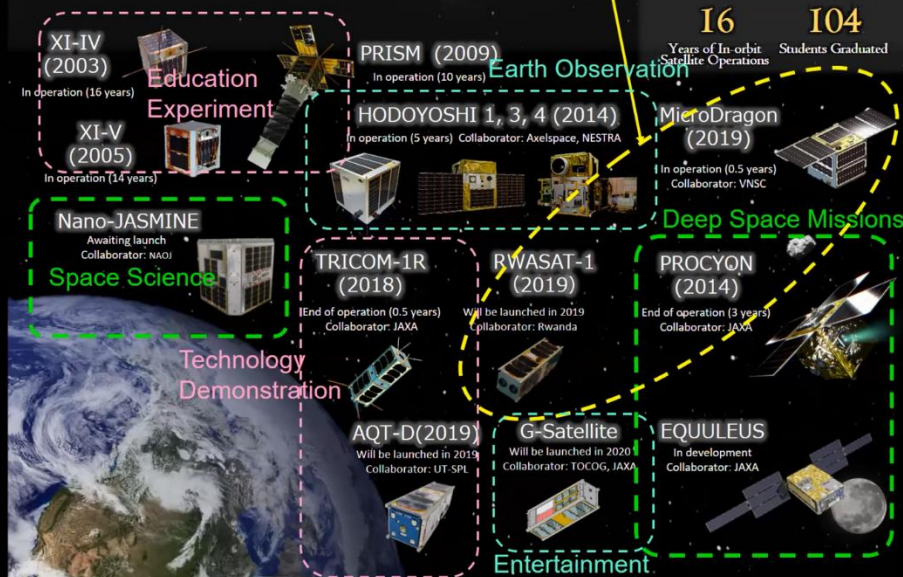 16
Years of In-orbit
Satellite Operations
104
Students Graduated
XI-IV
(2003)
In operation (16 years)
Education
Experiment
XI-V
(2005)
In operation (14 years)
PRISM (2009)
In operation (10 years)
Earth Observation
HODOYOSHI 1, 3, 4 (2014)
In operation (5 years) Collaborator: Axelspace, NESTRA
MicroDragon
(2019)
In operation (0.5 years)
Collaborator: VNSC
Nano-JASMINE
Awaiting launch
Collaborator: NAOJ
Space Science
Deep Space Missions
TRICOM-1R
(2018)
End of operation (0.5 years)
Collaborator: JAXA
RWASAT-1
(2019)
Will be launched in 2019
Collaborator: Rwanda
PROCYON
(2014)
End of operation (3 years)
Collaborator: JAXA
Technology
Demonstration
AQT-D(2019)
Will be launched in 2019
Collaborator: UT-SPL
G-Satellite
Will be launched in 2020
Collaborator: TOCOG, JAXA
EQUULEUS
In development
Collaborator: JAXA
Entertainment